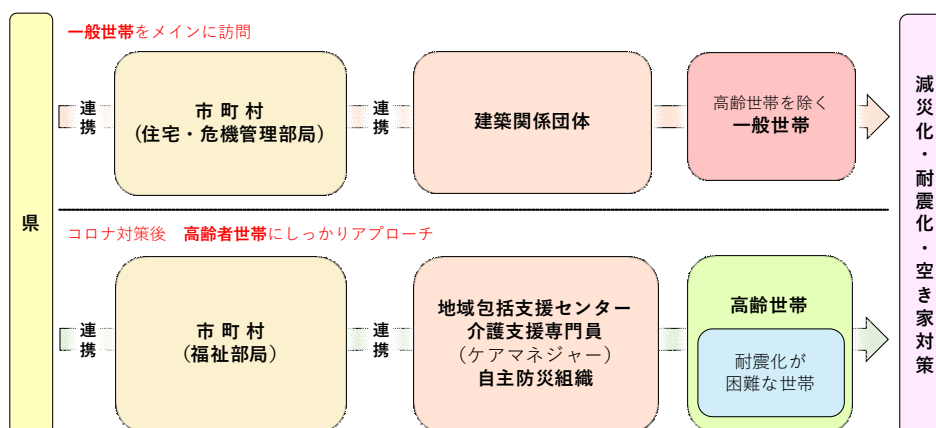 県
一般世帯をメインに訪問
連携
市町村
（住宅・危機管理部局）
連携
建築関係団体
高齢世帯を除く
一般世帯
コロナ対策後　高齢者世帯にしっかりアプローチ
連携
市町村
（福祉部局）
連携
地域包括支援センター
介護支援専門員
（ケアマネジャー）
自主防災組織
高齢世帯
耐震化が
困難な世帯
減災化・耐震化・空き家対策